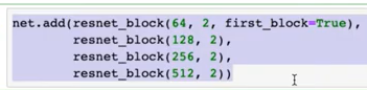 net.add(resnet_block(64, 2, first_block=True),
        resnet_block(128, 2),
        resnet_block(256, 2),
        resnet_block(512, 2))